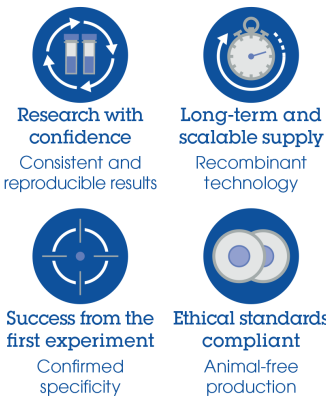 Research with
confidence
Consistent and
reproducible results
Long-term and
scalable supply
Recombinant
technology
Success from the
first experiment
Confirmed
specificity
Ethical standards
compliant
Animal-free
production